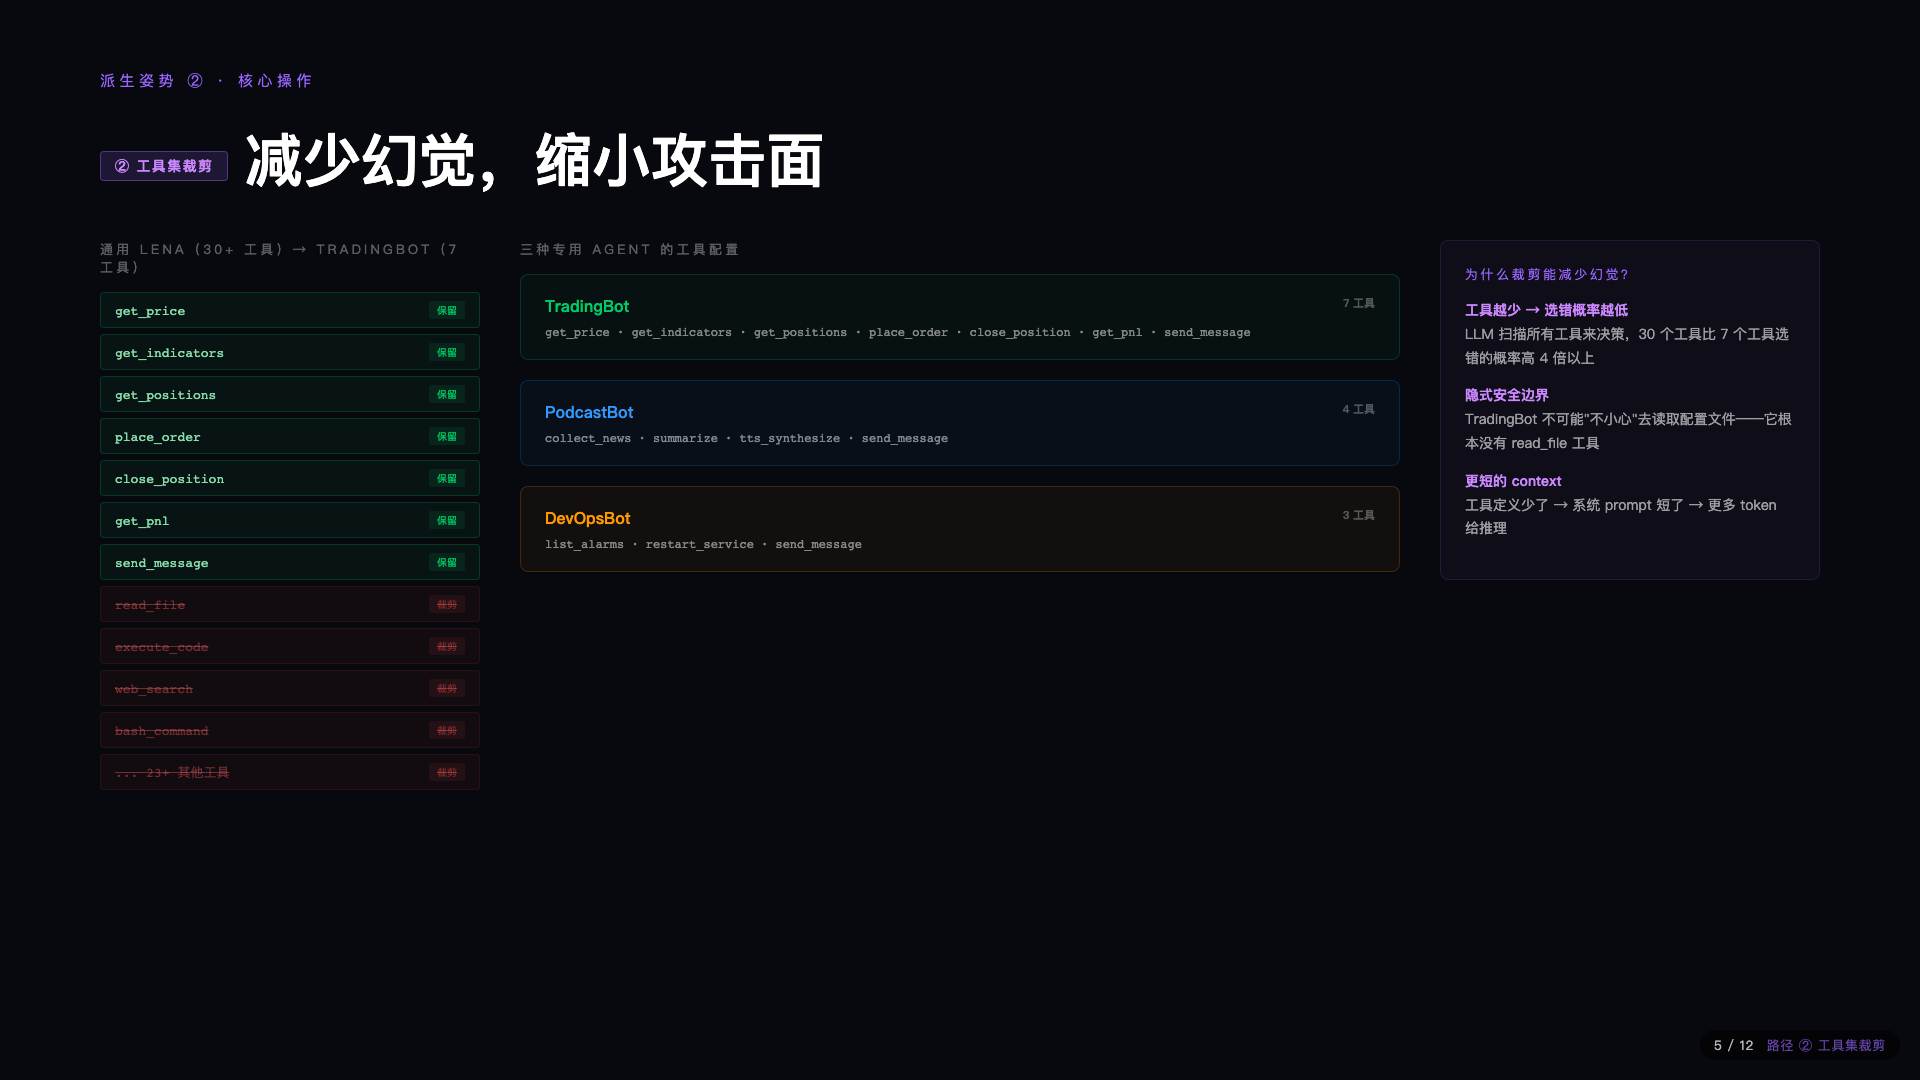 派生姿势 ② · 核心操作
② 工具集裁剪
减少幻觉，缩小攻击面
通用 LENA (30+ 工具) → TRADINGBOT (7
工具)
get_price 保留
get_indicators 保留
get_positions 保留
place_order 保留
close_position 保留
get_pnl 保留
send_message 保留
read_file 裁剪
execute_code 裁剪
web_search 裁剪
bash_command 裁剪
... 23+ 其他工具 裁剪
三种专用 AGENT 的工具配置
TradingBot 7 工具
get_price · get_indicators · get_positions · place_order · close_position · get_pnl · send_message
PodcastBot 4 工具
collect_news · summarize · tts_synthesize · send_message
DevOpsBot 3 工具
list_alarms · restart_service · send_message
为什么裁剪能减少幻觉？
工具越少 → 选错概率越低
LLM 扫描所有工具来决策，30 个工具比 7 个工具选
错的概率高 4 倍以上
隐式安全边界
TradingBot 不可能"不小心"去读取配置文件——它根
本没有 read_file 工具
更短的 context
工具定义少了 → 系统 prompt 短了 → 更多 token
给推理
5 / 12 路径 ② 工具集裁剪